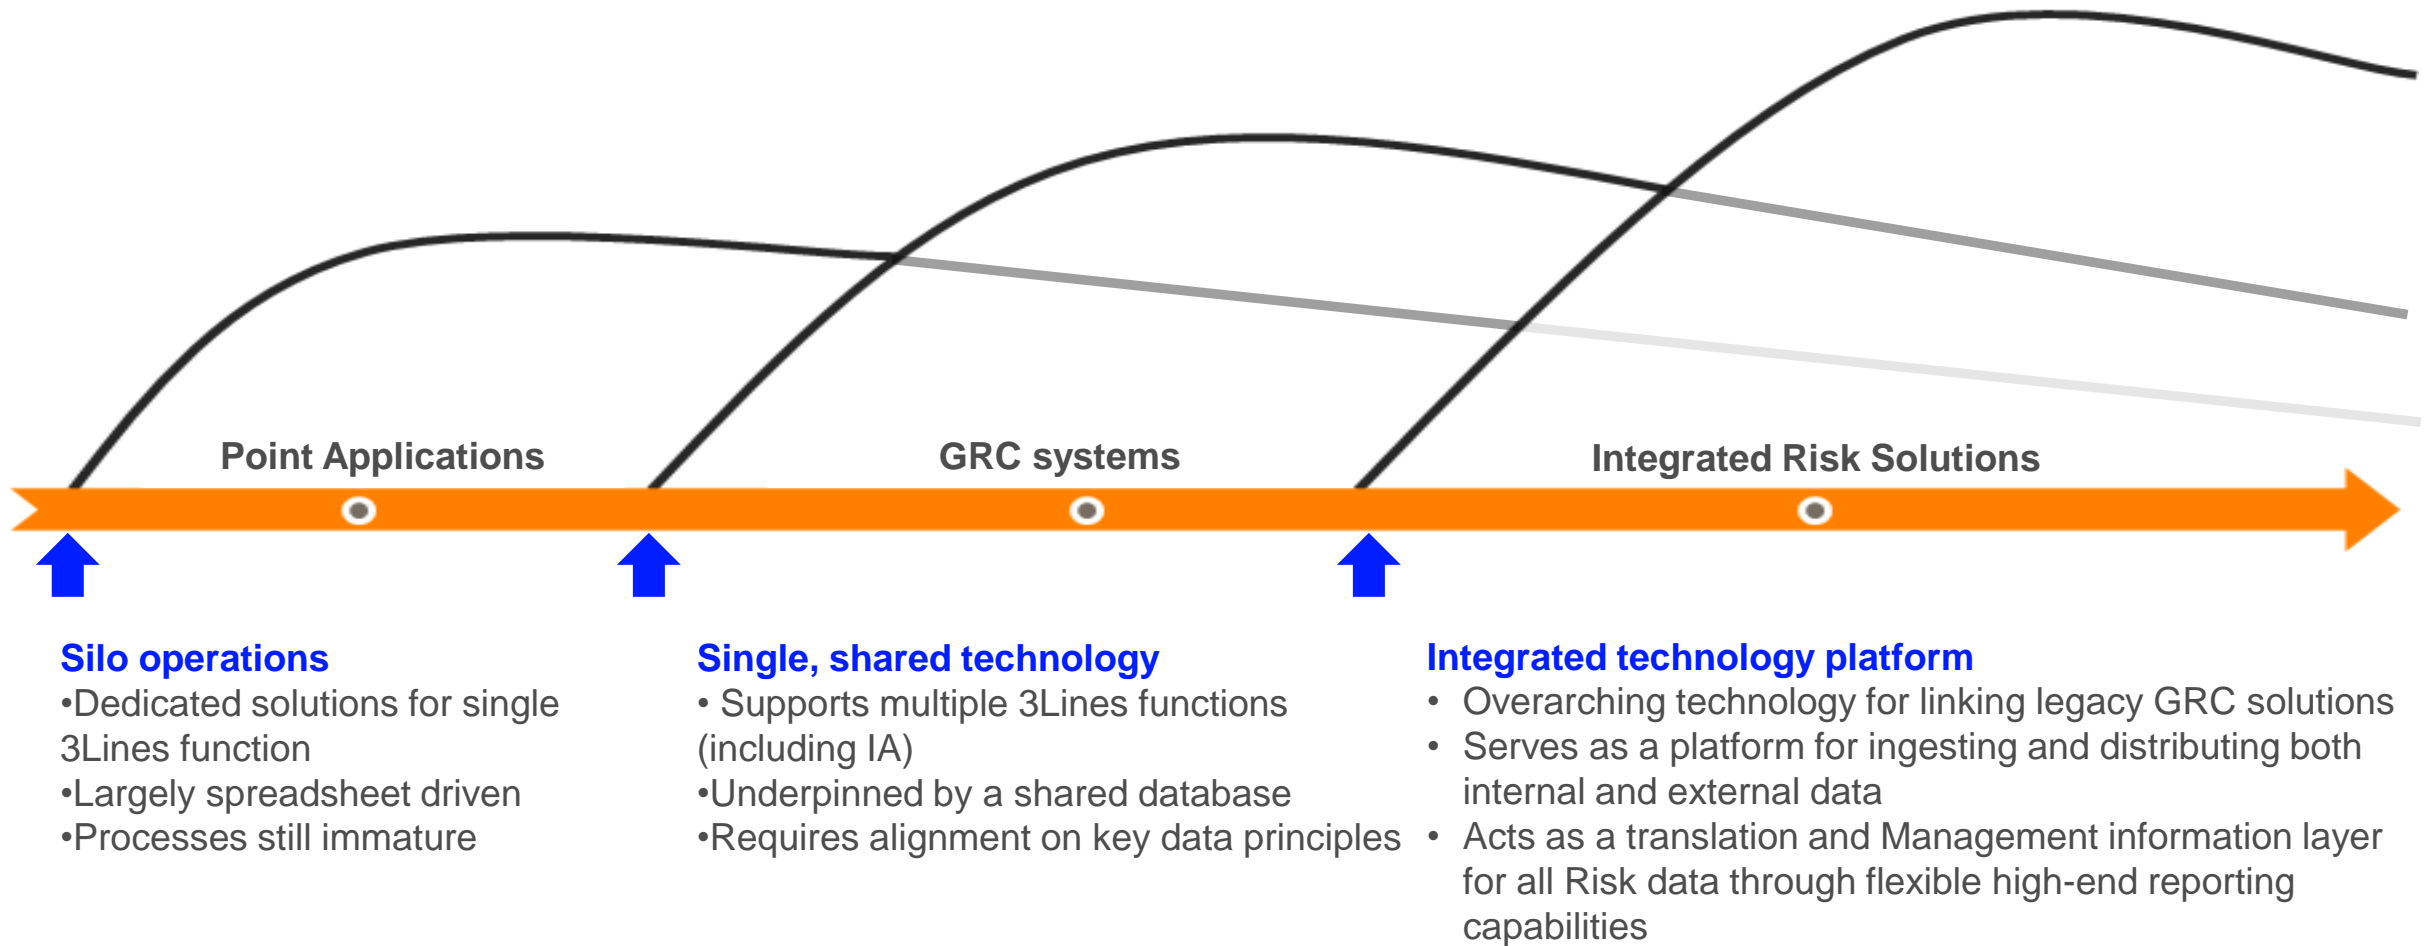 Point Applications
GRC systems
Integrated Risk Solutions
Silo operations
•Dedicated solutions for single
3Lines function
•Largely spreadsheet driven
•Processes still immature
Single, shared technology
• Supports multiple 3Lines functions
(including IA)
•Underpinned by a shared database
•Requires alignment on key data principles
Integrated technology platform
• Overarching technology for linking legacy GRC solutions
• Serves as a platform for ingesting and distributing both
internal and external data
• Acts as a translation and Management information layer
for all Risk data through flexible high-end reporting
capabilities